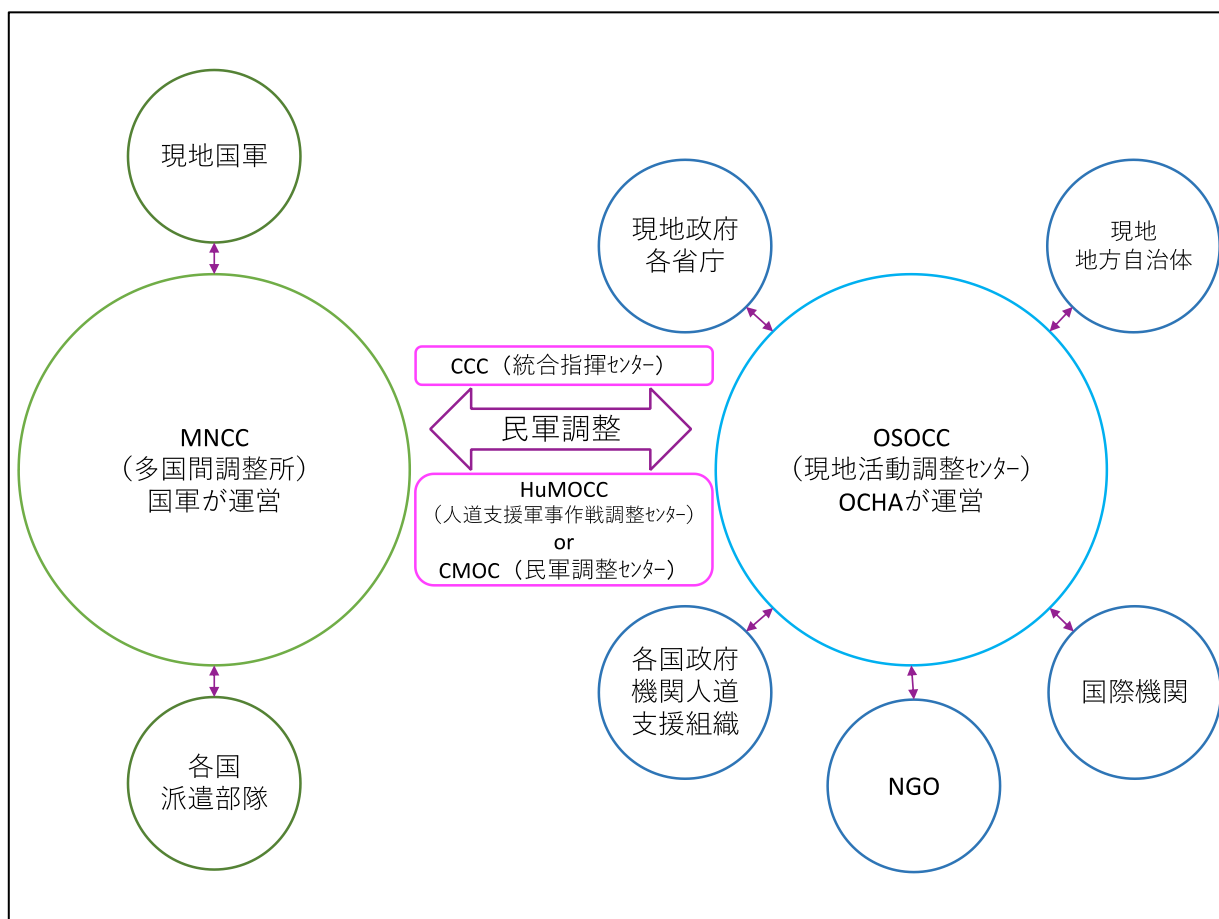 現地国軍
現地政府
各省庁
現地
地方自治体
CCC（統合指揮ｾﾝﾀｰ）
民軍調整
MNCC
（多国間調整所）
国軍が運営
HuMOCC
（人道支援軍事作戦調整ｾﾝﾀｰ）
or
CMOC（民軍調整ｾﾝﾀｰ）
OSOCC
（現地活動調整ｾﾝﾀｰ）
OCHAが運営
各国政府
機関人道
支援組織
国際機関
各国
派遣部隊
NGO